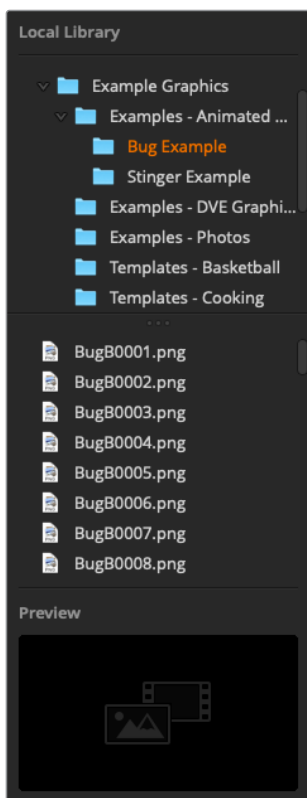 Local Library
Example Graphics
Examples - Animated ...
Bug Example
Stinger Example
Examples - DVE Graphi...
Examples - Photos
Templates - Basketball
Templates - Cooking
BugB0001.png
BugB0002.png
BugB0003.png
BugB0004.png
BugB0005.png
BugB0006.png
BugB0007.png
BugB0008.png
Preview